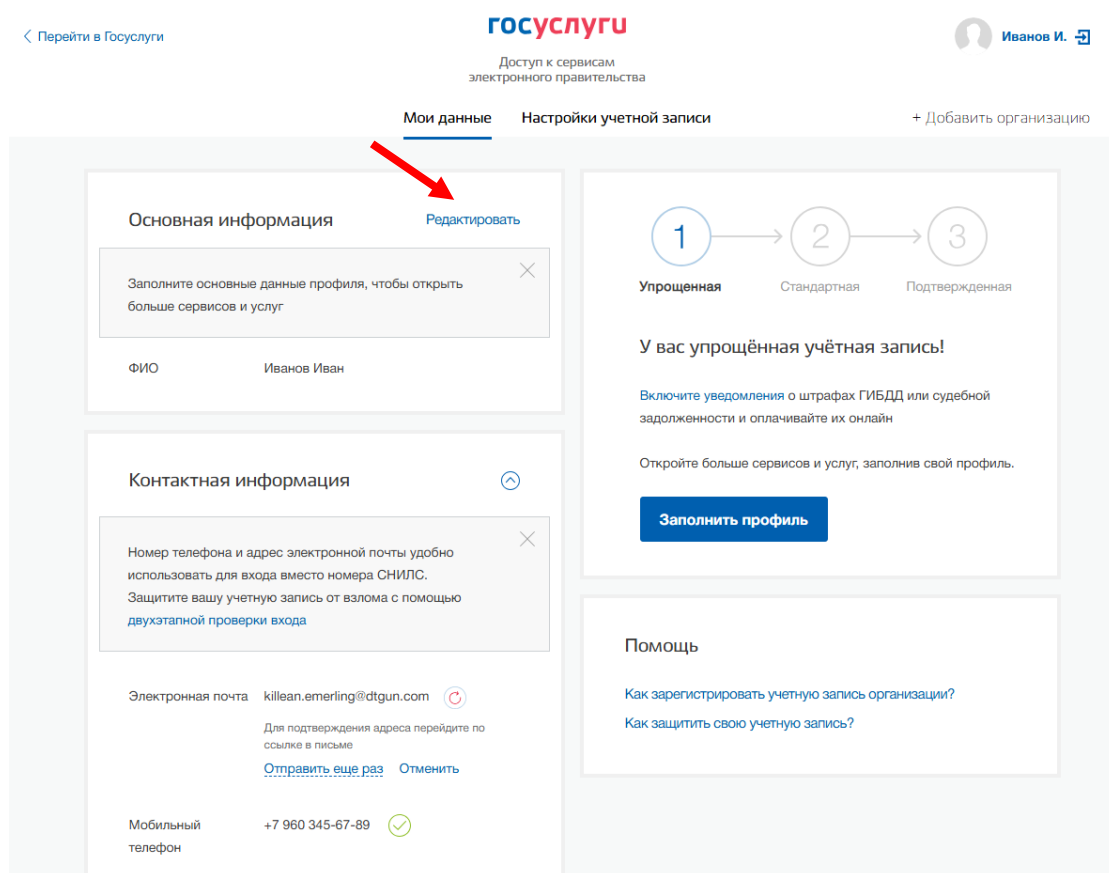 Перейти в Госуслуги
госуслуги
Доступ к сервисам
электронного правительства
Иванов И.
Мои данные
Настройки учетной записи
+ Добавить организацию
Основная информация
Редактировать
Заполните основные данные профиля, чтобы открыть
больше сервисов и услуг
ФИО
Иванов Иван
Контактная информация
Номер телефона и адрес электронной почты удобно
использовать для входа вместо номера СНИЛС.
Защитите вашу учетную запись от взлома с помощью
двухэтапной проверки входа
Электронная почта
killean.emerling@dtgun.com
Для подтверждения адреса перейдите по
ссылке в письме
Отправить еще раз
Отменить
Мобильный
телефон
+7 960 345-67-89
1
2
3
Упрощенная
Стандартная
Подтвержденная
У вас упрощённая учётная запись!
Включите уведомления о штрафах ГИБДД или судебной
задолженности и оплачивайте их онлайн
Откройте больше сервисов и услуг, заполнив свой профиль.
Заполнить профиль
Помощь
Как зарегистрировать учетную запись организации?
Как защитить свою учетную запись?